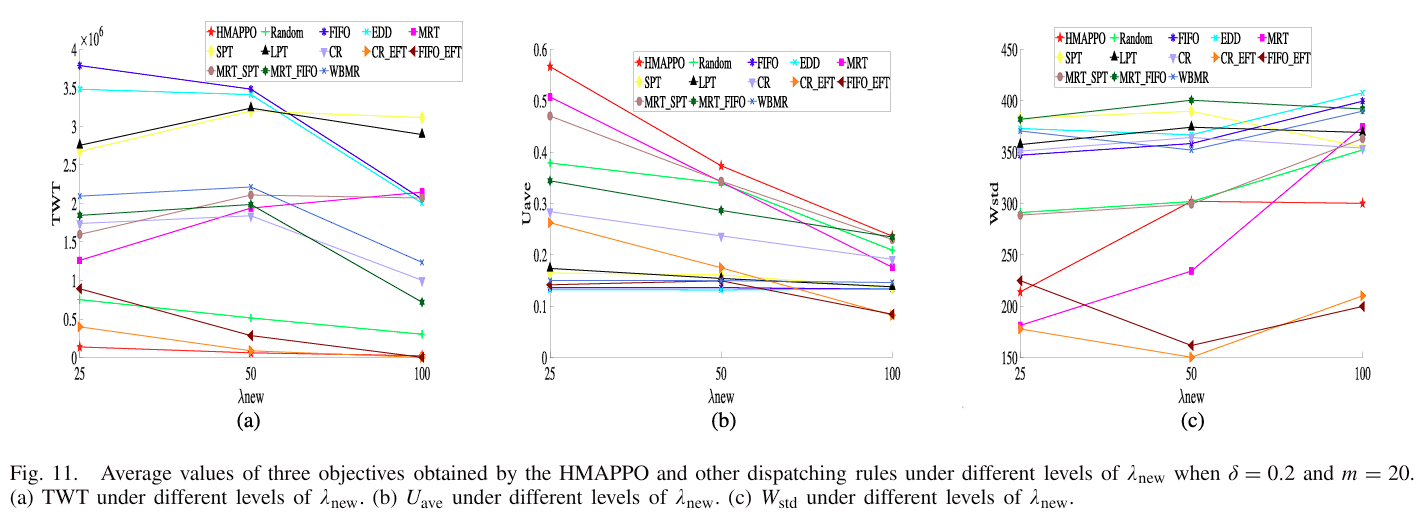 HMAPPO Random FIFO EDD MRT
SPT LPT CR CR_EFT FIFO_EFT
MRT_SPT MRT_FIFO WBMR
×10⁶
4
3.5
3
2.5
2
1.5
1
0.5
0
TWT
25 50 100
λnew
(a)
HMAPPO Random FIFO EDD MRT
SPT LPT CR CR_EFT FIFO_EFT
MRT_SPT MRT_FIFO WBMR
0.6
0.5
0.4
0.3
0.2
0.1
0
Uave
25 50 100
λnew
(b)
HMAPPO Random FIFO EDD MRT
SPT LPT CR CR_EFT FIFO_EFT
MRT_SPT MRT_FIFO WBMR
450
400
350
300
250
200
150
Wstd
25 50 100
λnew
(c)
Fig. 11. Average values of three objectives obtained by the HMAPPO and other dispatching rules under different levels of λnew when δ = 0.2 and m = 20.
(a) TWT under different levels of λnew. (b) Uave under different levels of λnew. (c) Wstd under different levels of λnew.